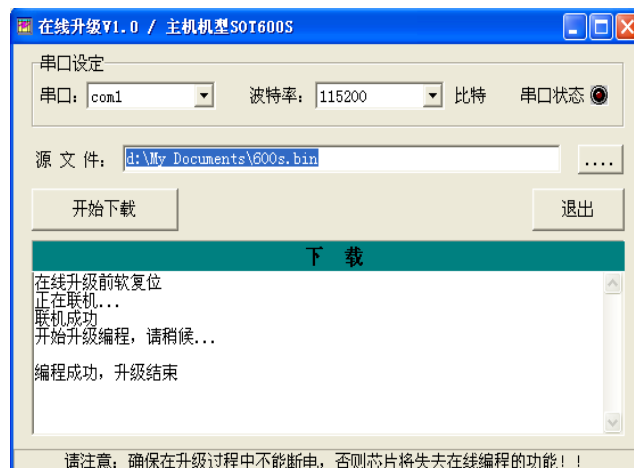 在线升级V1.0 / 主机机型SOT600S
串口设定
串口: com1 波特率: 115200 比特 串口状态
源 文 件: d:\My Documents\600s.bin ....
开始下载 退出
下 载
在线升级前软复位
正在联机...
联机成功
开始升级编程，请稍候...
编程成功，升级结束
请注意：确保在升级过程中不能断电，否则芯片将失去在线编程的功能！！